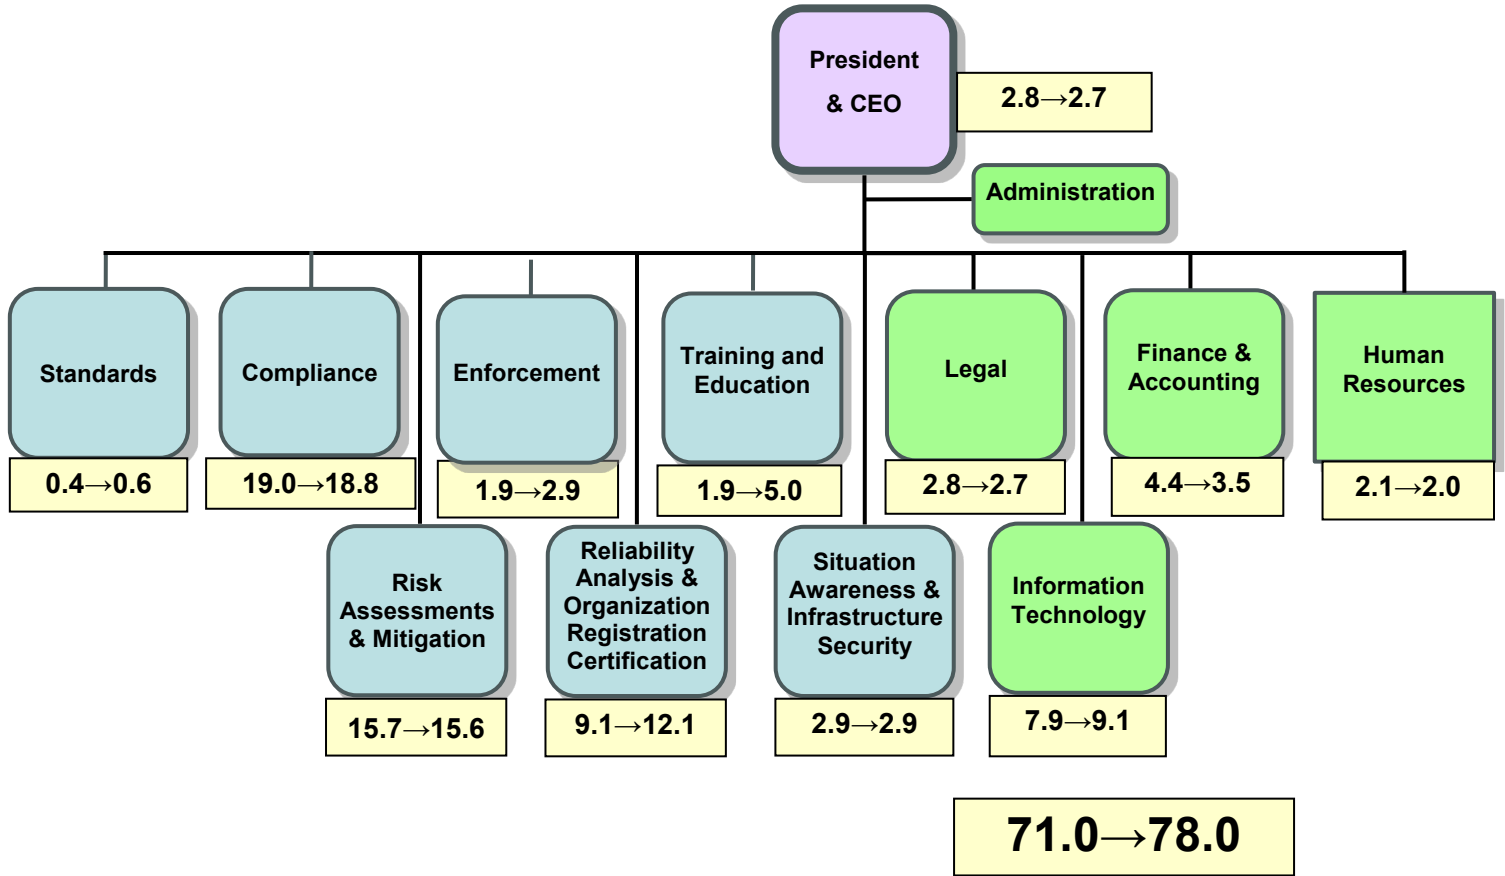 President
& CEO
2.8→2.7
Administration
Standards
0.4→0.6
Compliance
19.0→18.8
Enforcement
1.9→2.9
Training and
Education
1.9→5.0
Legal
2.8→2.7
Finance &
Accounting
4.4→3.5
Human
Resources
2.1→2.0
Risk
Assessments
& Mitigation
15.7→15.6
Reliability
Analysis &
Organization
Registration
Certification
9.1→12.1
Situation
Awareness &
Infrastructure
Security
2.9→2.9
Information
Technology
7.9→9.1
71.0→78.0